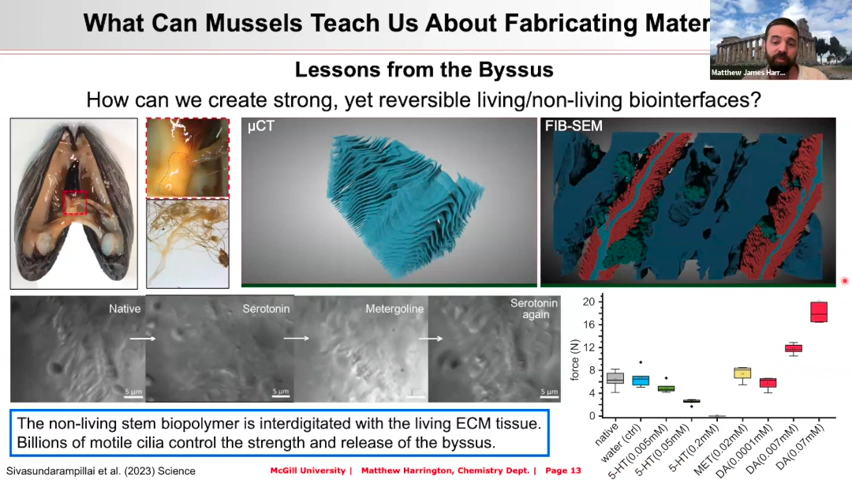 What Can Mussels Teach Us About Fabricating Mater
Matthew James Harr...
Lessons from the Byssus
How can we create strong, yet reversible living/non-living biointerfaces?
µCT
FIB-SEM
Native
Serotonin
Metergoline
Serotonin
again
5 µm
5 µm
5 µm
5 µm
force (N)
20
16
12
8
4
0
native
water (ctrl)
5-HT(0.005mM)
5-HT(0.05mM)
5-HT(0.2mM)
MET(0.02mM)
DA(0.0001mM)
DA(0.007mM)
DA(0.07mM)
The non-living stem biopolymer is interdigitated with the living ECM tissue.
Billions of motile cilia control the strength and release of the byssus.
Sivasundarampillai et al. (2023) Science
McGill University | Matthew Harrington, Chemistry Dept. | Page 13